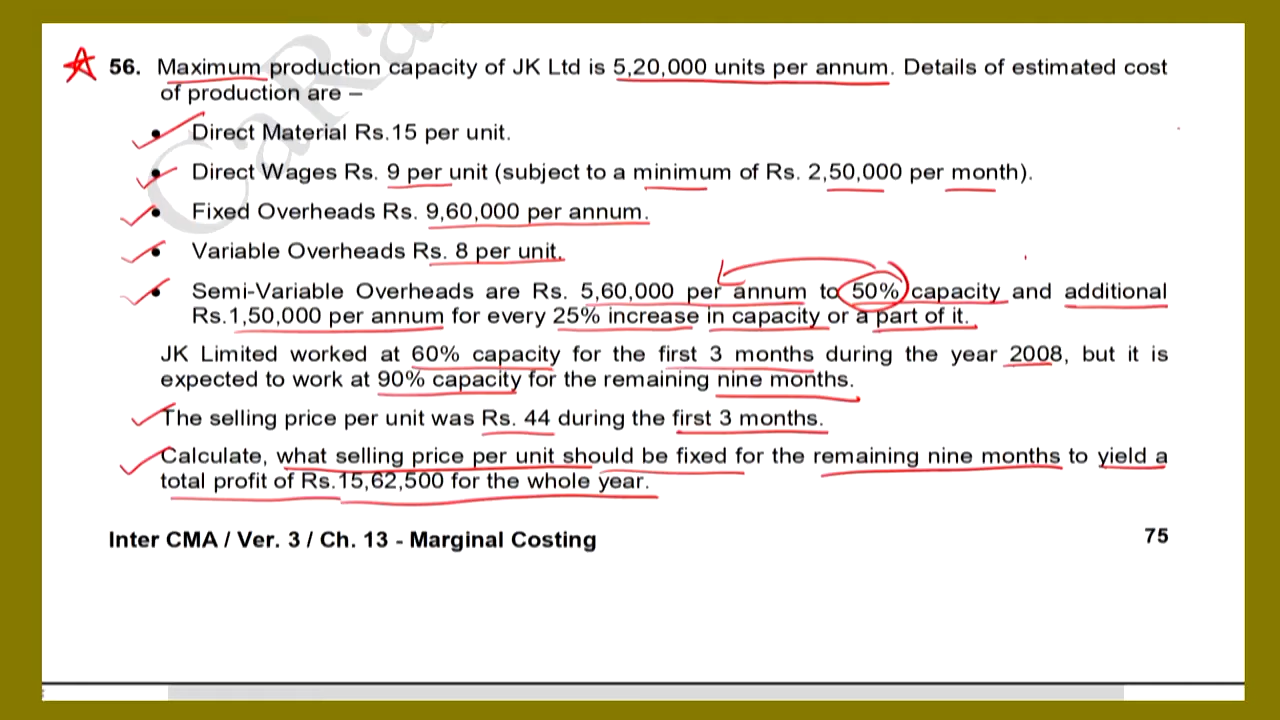 CaRa
56. Maximum production capacity of JK Ltd is 5,20,000 units per annum. Details of estimated cost
of production are –
• Direct Material Rs.15 per unit.
• Direct Wages Rs. 9 per unit (subject to a minimum of Rs. 2,50,000 per month).
• Fixed Overheads Rs. 9,60,000 per annum.
• Variable Overheads Rs. 8 per unit.
• Semi-Variable Overheads are Rs. 5,60,000 per annum to 50% capacity and additional
Rs.1,50,000 per annum for every 25% increase in capacity or a part of it.
JK Limited worked at 60% capacity for the first 3 months during the year 2008, but it is
expected to work at 90% capacity for the remaining nine months.
The selling price per unit was Rs. 44 during the first 3 months.
Calculate, what selling price per unit should be fixed for the remaining nine months to yield a
total profit of Rs.15,62,500 for the whole year.
Inter CMA / Ver. 3 / Ch. 13 - Marginal Costing
75